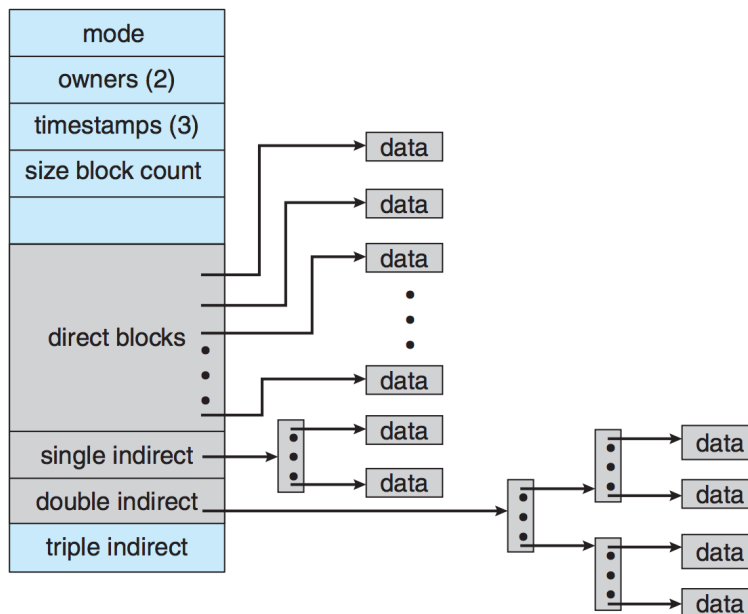 mode
owners (2)
timestamps (3)
size block count
direct blocks
single indirect
double indirect
triple indirect
data
data
data
data
data
data
data
data
data
data